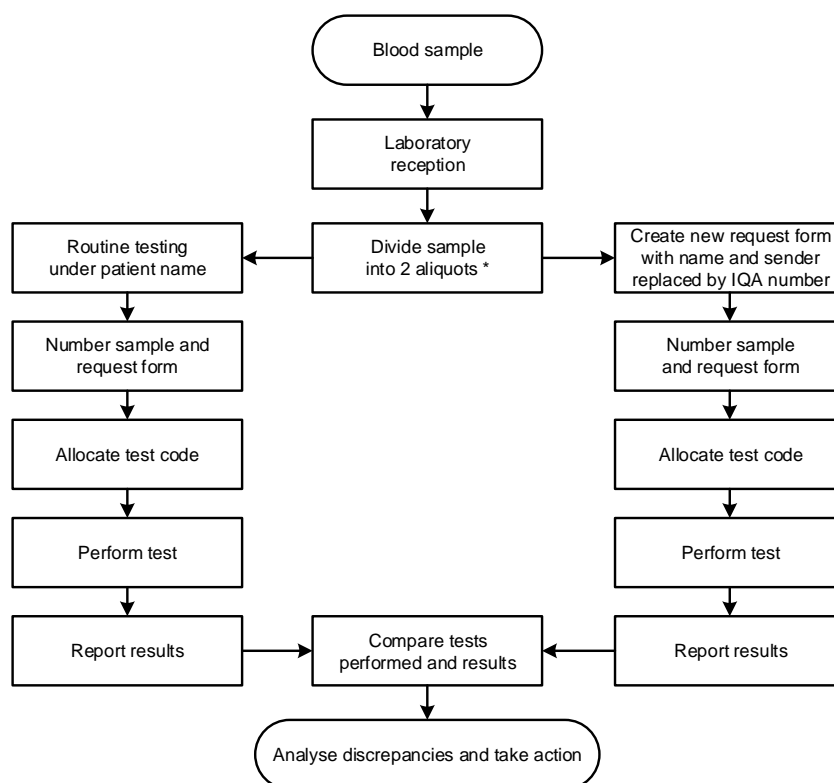 Blood sample
Laboratory
reception
Routine testing
under patient name
Divide sample
into 2 aliquots *
Create new request form
with name and sender
replaced by IQA number
Number sample and
request form
Number sample
and request form
Allocate test code
Allocate test code
Perform test
Perform test
Report results
Compare tests
performed and results
Report results
Analyse discrepancies and take action